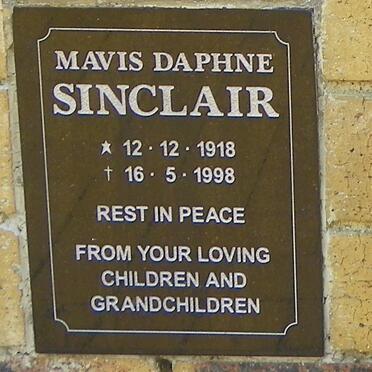 MAVIS DAPHNE
SINCLAIR
★ 12 · 12 · 1918
† 16 · 5 · 1998
REST IN PEACE
FROM YOUR LOVING
CHILDREN AND
GRANDCHILDREN